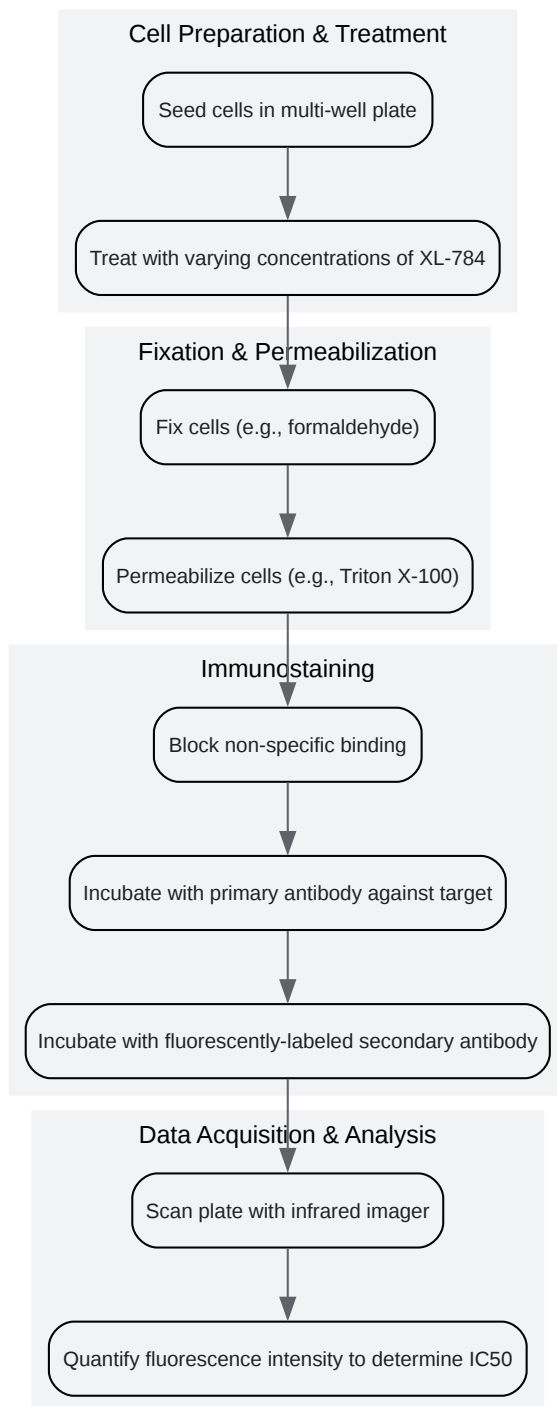 Cell Preparation & Treatment
Seed cells in multi-well plate
Treat with varying concentrations of XL-784
Fixation & Permeabilization
Fix cells (e.g., formaldehyde)
Permeabilize cells (e.g., Triton X-100)
Immunostaining
Block non-specific binding
Incubate with primary antibody against target
Incubate with fluorescently-labeled secondary antibody
Data Acquisition & Analysis
Scan plate with infrared imager
Quantify fluorescence intensity to determine IC50